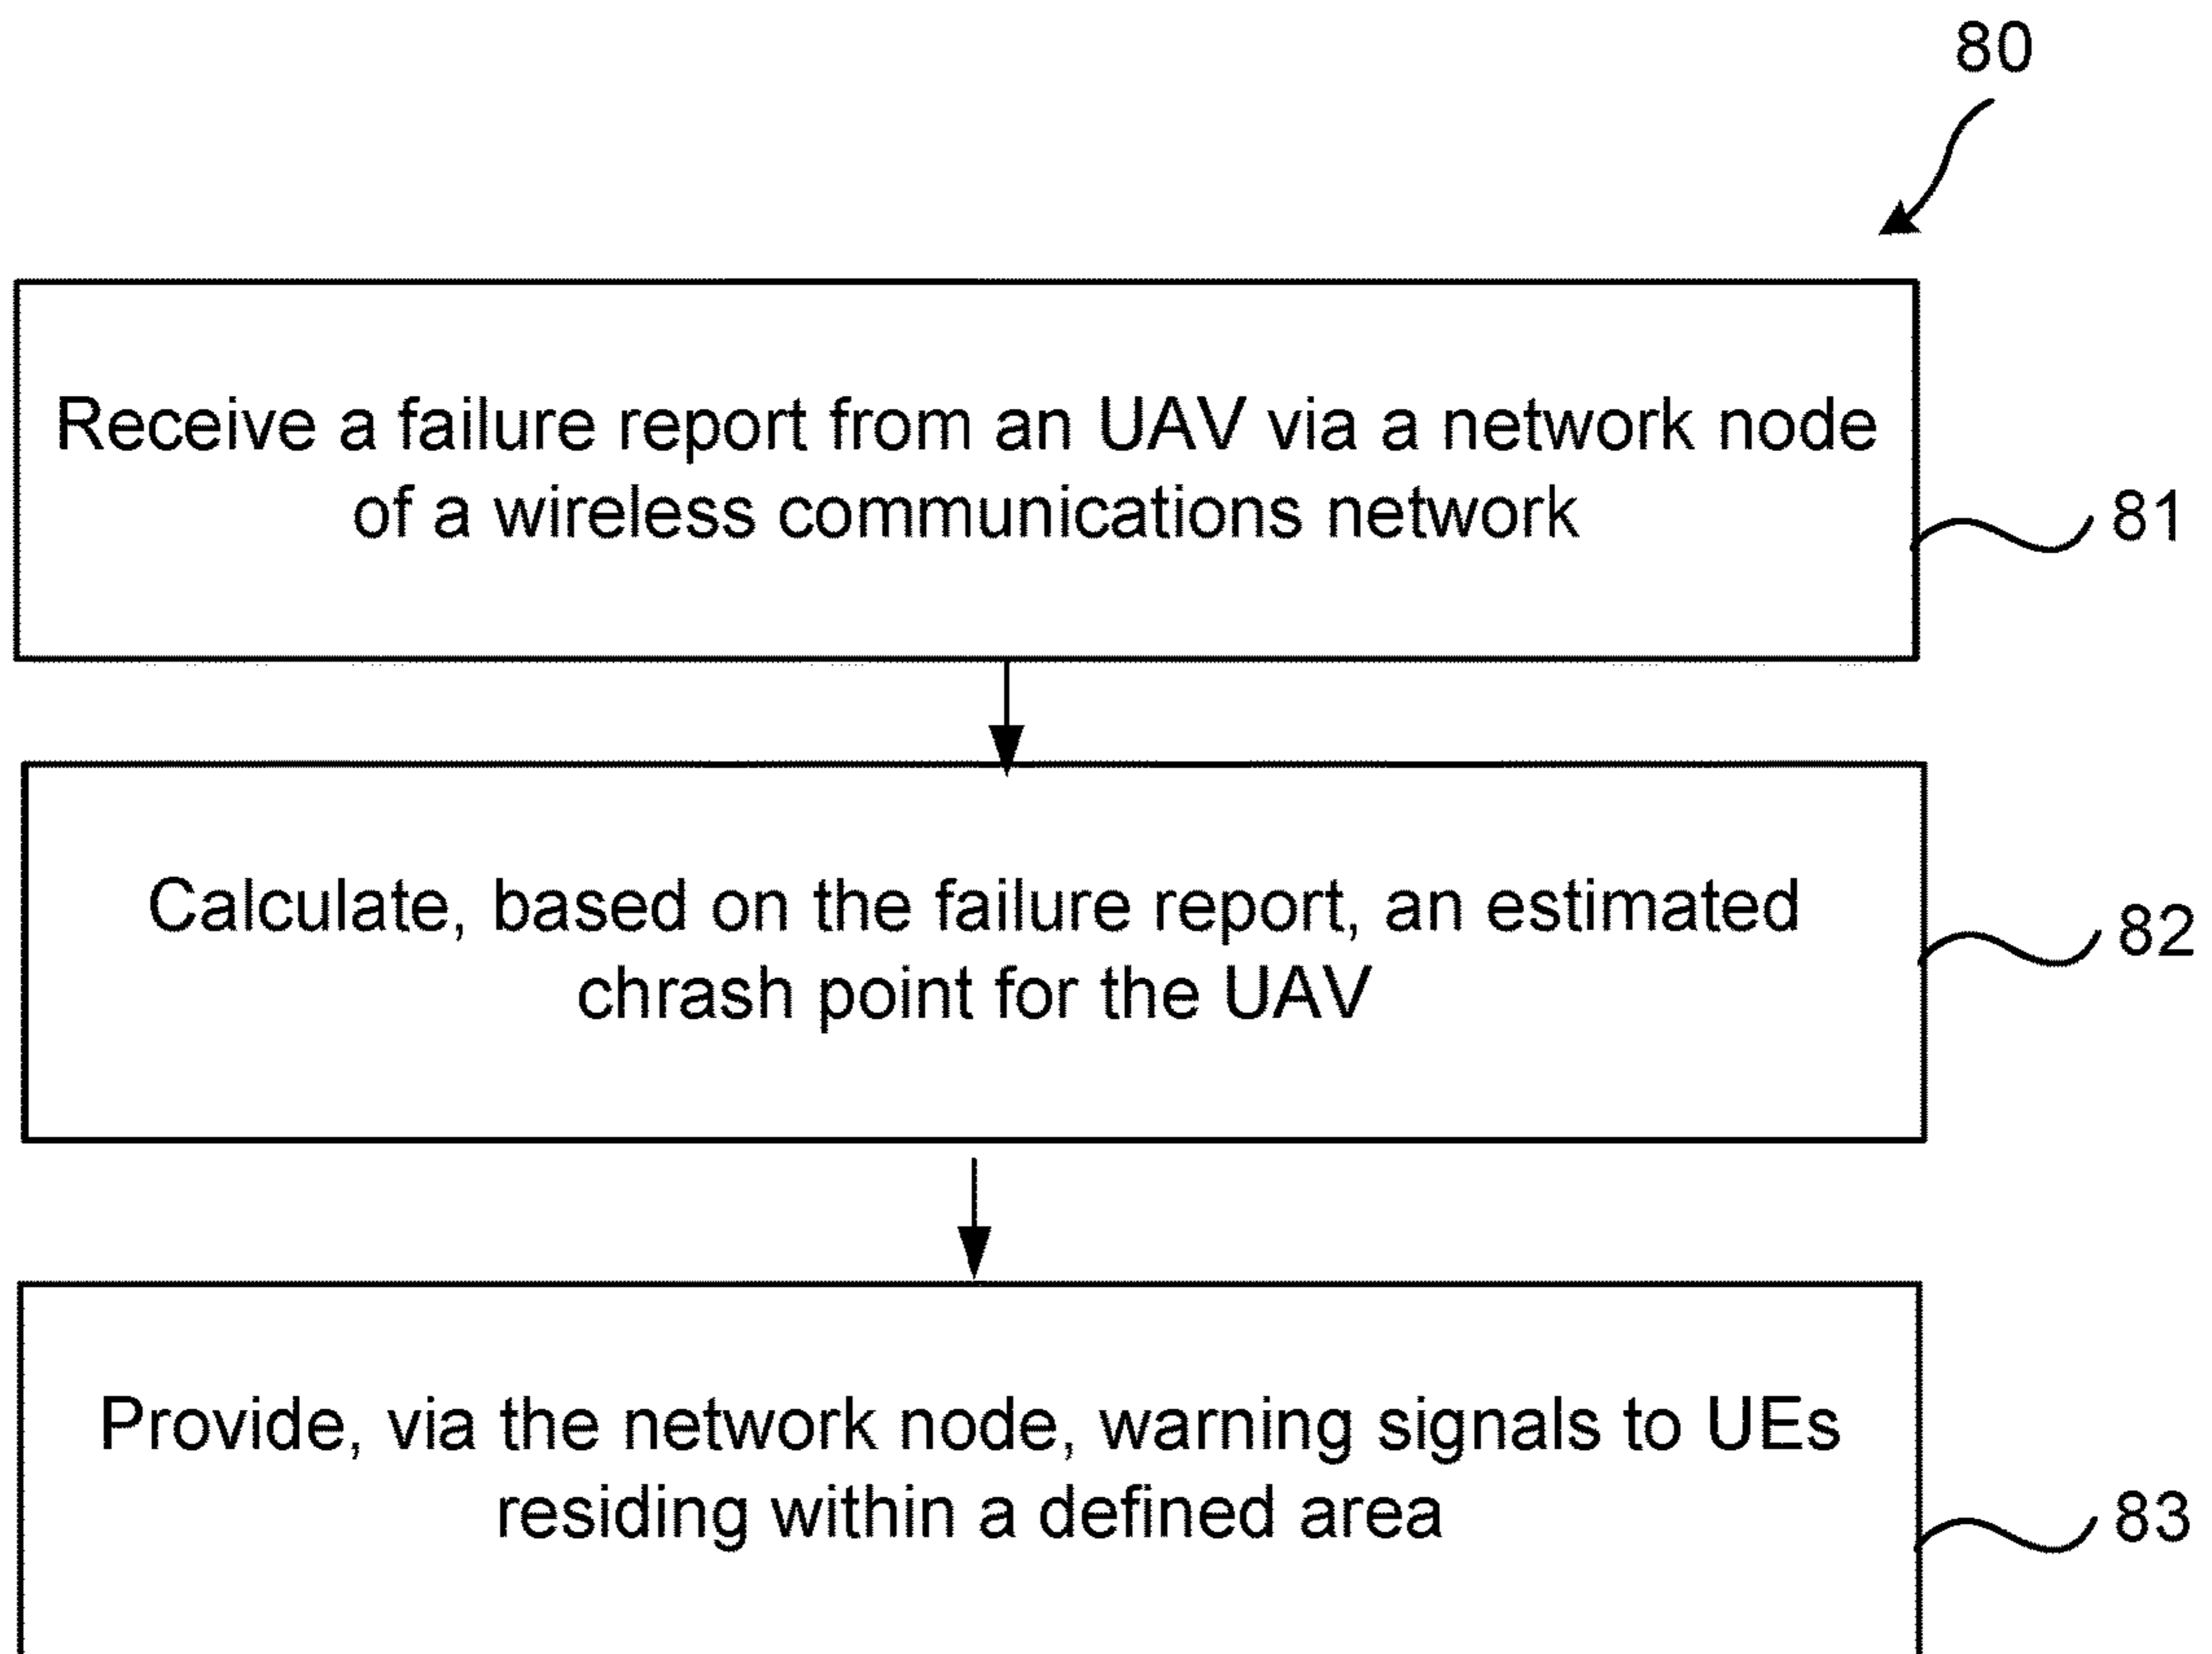 80
Receive a failure report from an UAV via a network node
of a wireless communications network
81
Calculate, based on the failure report, an estimated
chrash point for the UAV
82
Provide, via the network node, warning signals to UEs
residing within a defined area
83